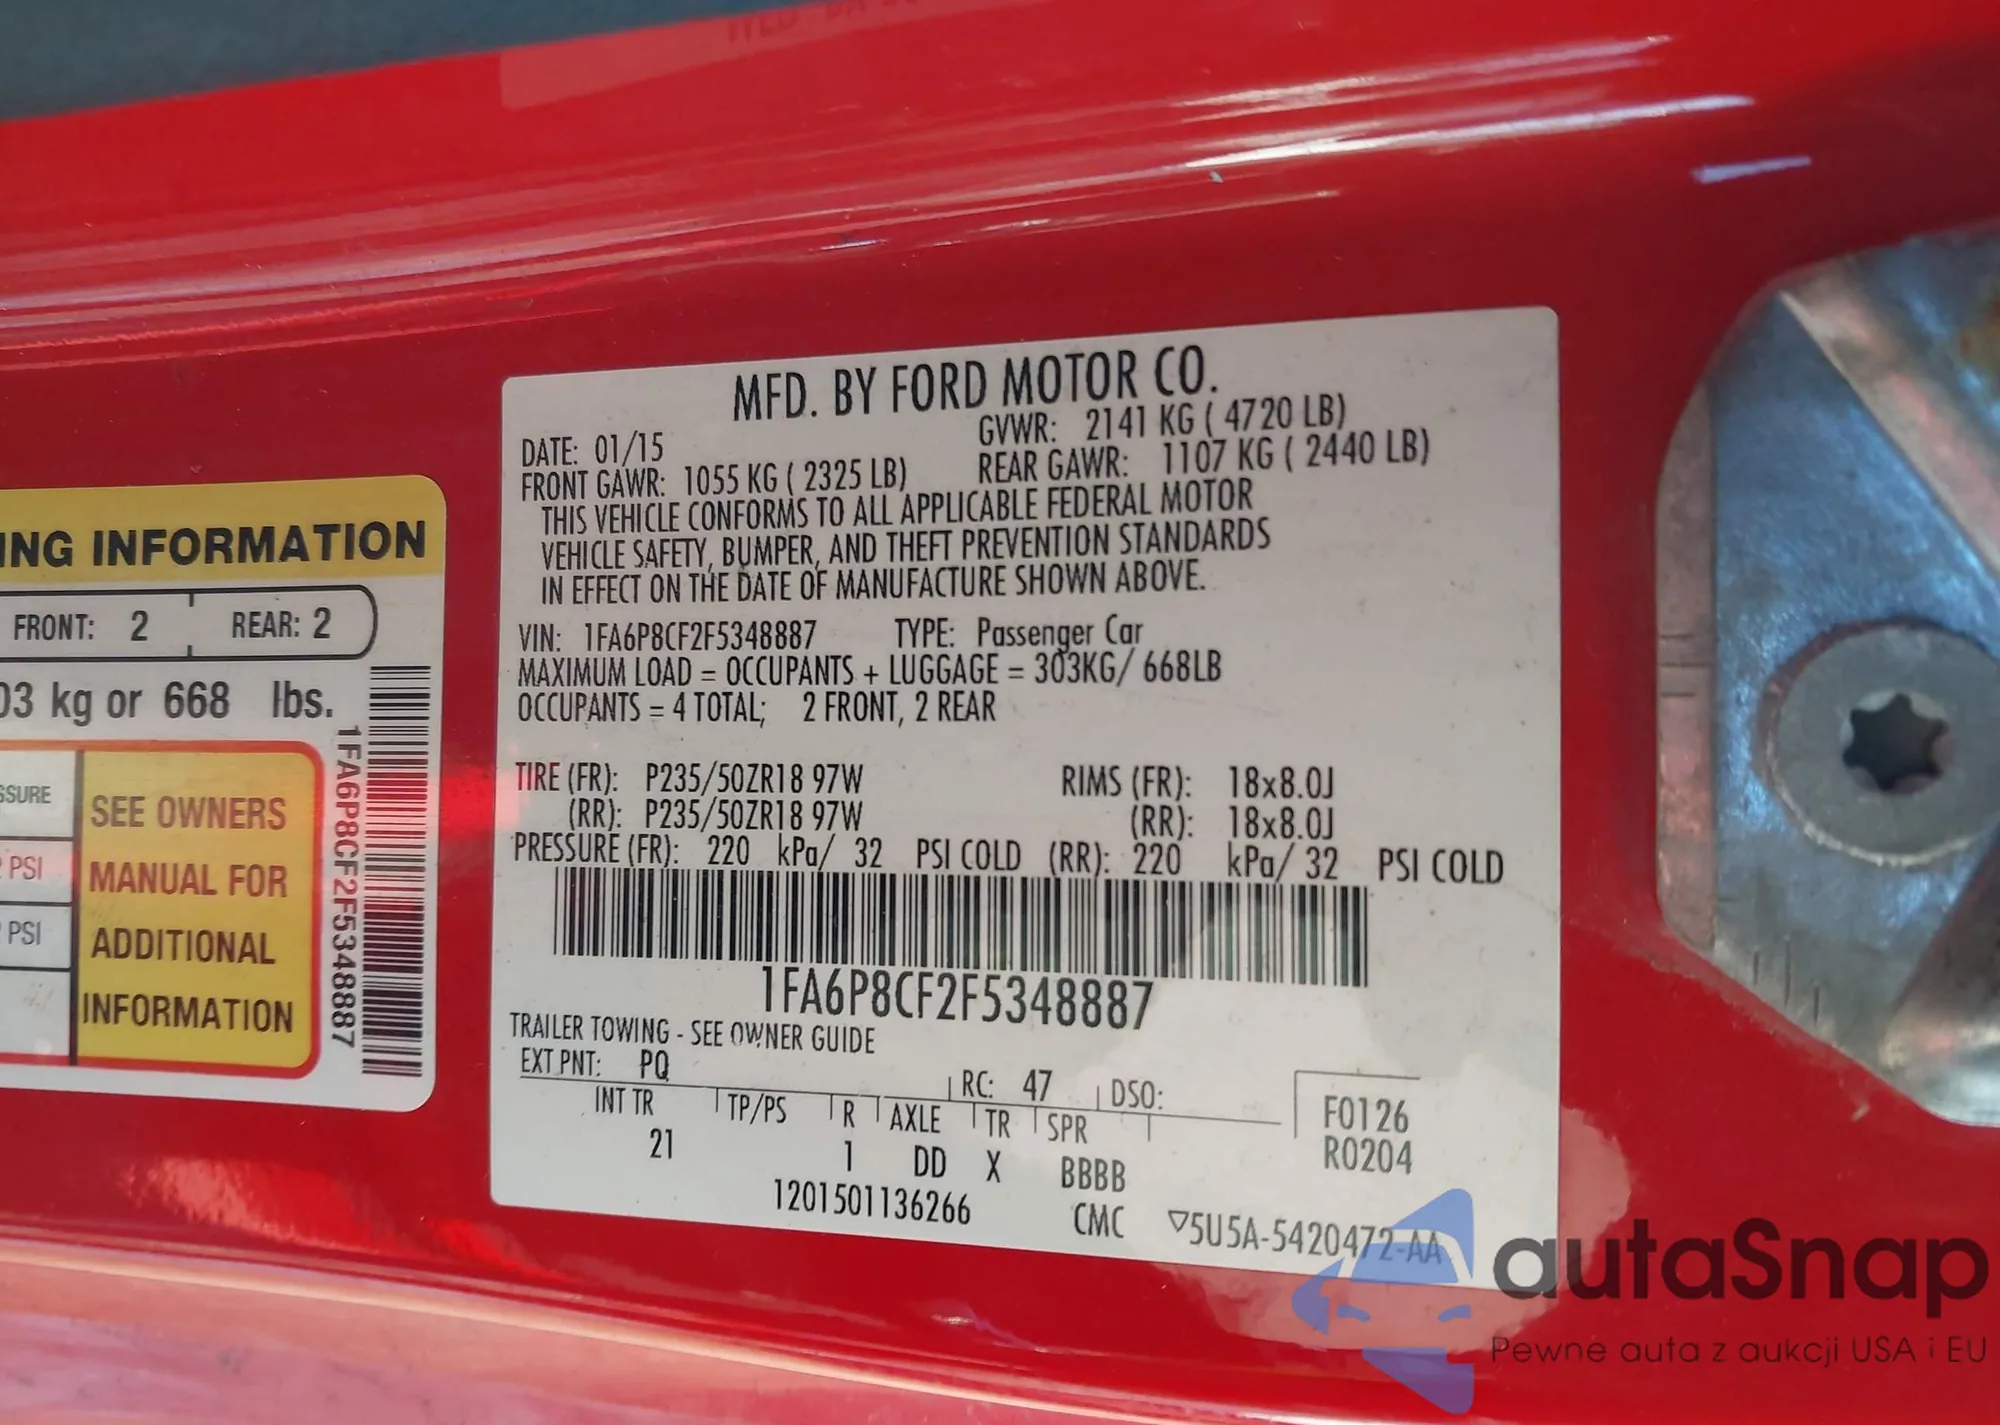 MFD. BY FORD MOTOR CO.
DATE: 01/15
GVWR: 2141 KG ( 4720 LB)
FRONT GAWR: 1055 KG ( 2325 LB)
REAR GAWR: 1107 KG ( 2440 LB)
THIS VEHICLE CONFORMS TO ALL APPLICABLE FEDERAL MOTOR
VEHICLE SAFETY, BUMPER, AND THEFT PREVENTION STANDARDS
IN EFFECT ON THE DATE OF MANUFACTURE SHOWN ABOVE.
VIN: 1FA6P8CF2F5348887 TYPE: Passenger Car
MAXIMUM LOAD = OCCUPANTS + LUGGAGE = 303KG/ 668LB
OCCUPANTS = 4 TOTAL; 2 FRONT, 2 REAR
TIRE (FR): P235/50ZR18 97W RIMS (FR): 18x8.0J
(RR): P235/50ZR18 97W (RR): 18x8.0J
PRESSURE (FR): 220 kPa/ 32 PSI COLD (RR): 220 kPa/ 32 PSI COLD
1FA6P8CF2F5348887
TRAILER TOWING - SEE OWNER GUIDE
EXT PNT: PQ RC: 47 DSO:
INT TR TP/PS R AXLE TR SPR
21 1 DD X BBBB
F0126
R0204
1201501136266 CMC ▽5U5A-5420472-AA
ING INFORMATION
FRONT: 2 REAR: 2
03 kg or 668 lbs.
SSURE
PSI
PSI
SEE OWNERS
MANUAL FOR
ADDITIONAL
INFORMATION
1FA6P8CF2F5348887
autaSnap
Pewne auta z aukcji USA i EU